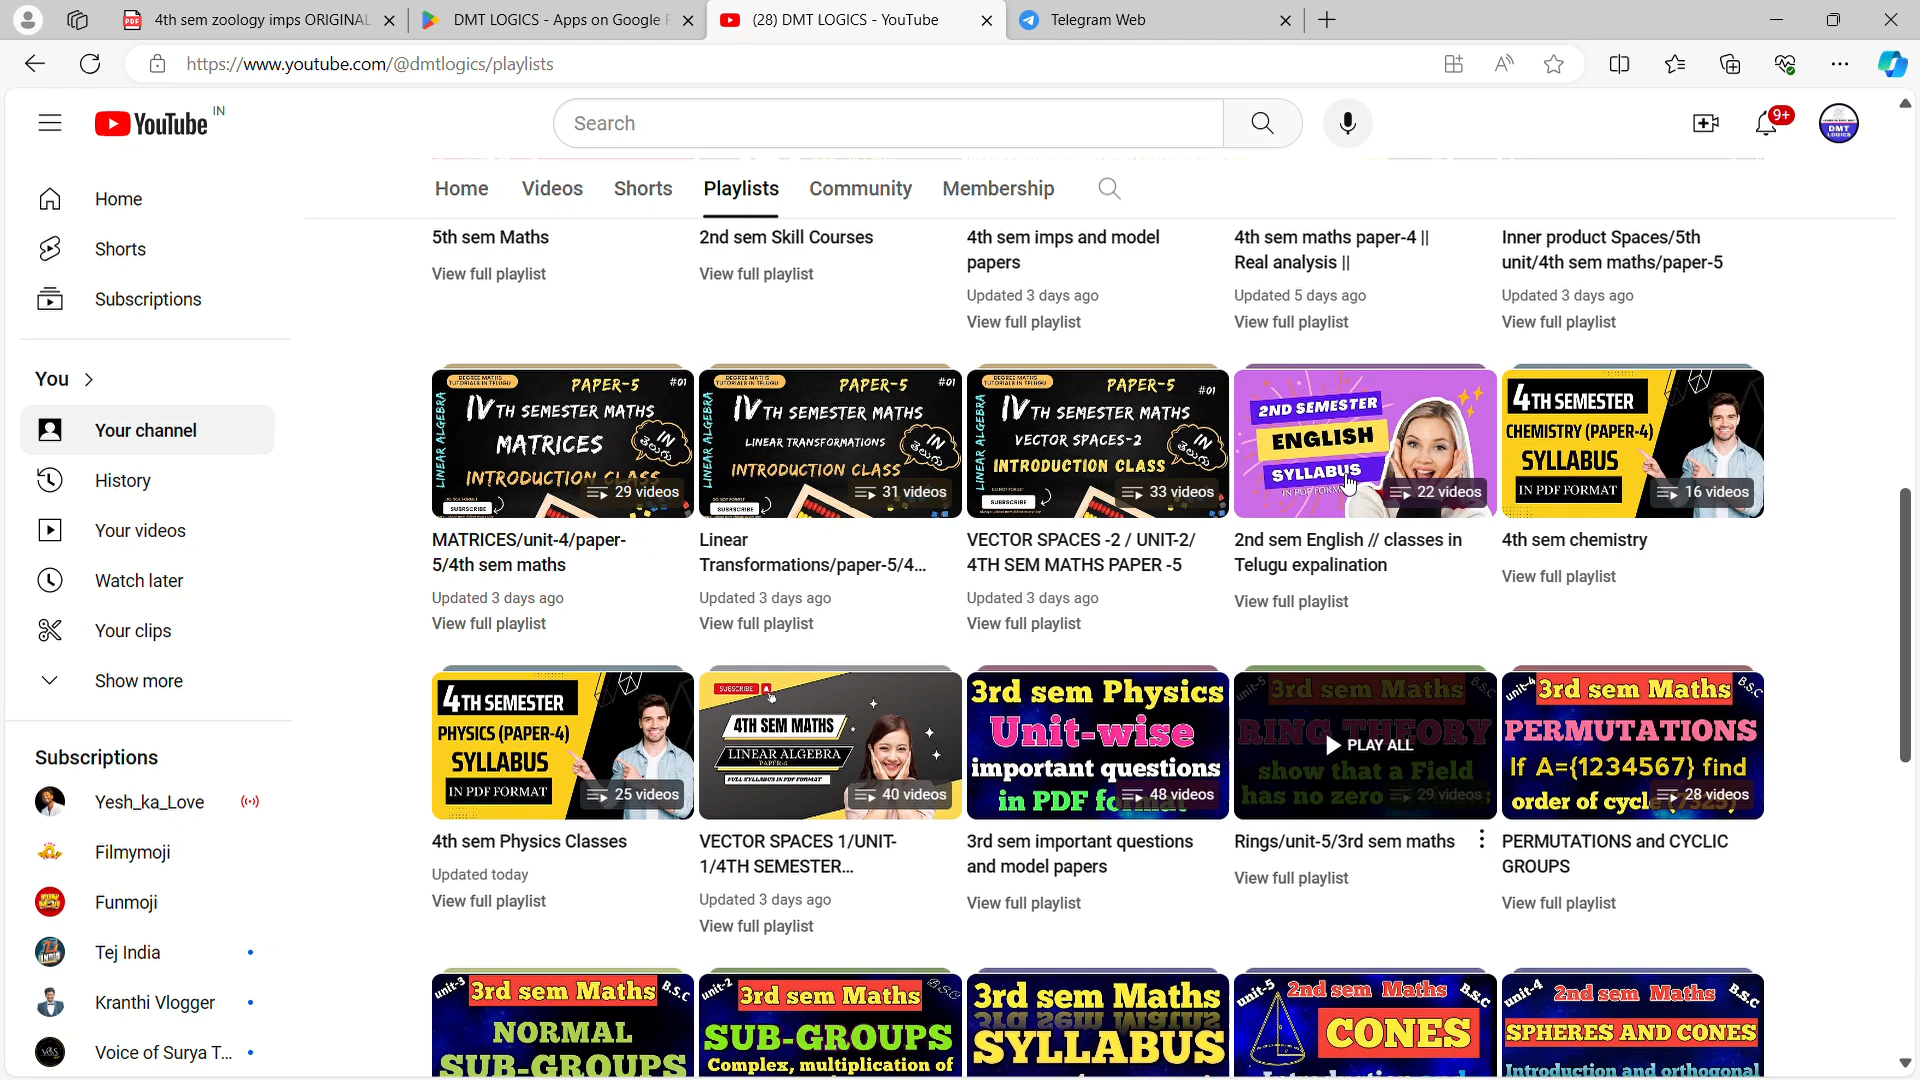 4th sem zoology imps ORIGINAL
DMT LOGICS - Apps on Google P
(28) DMT LOGICS - YouTube
Telegram Web
https://www.youtube.com/@dmtlogics/playlists
YouTube IN
Search
9+
DMT
Home Videos Shorts Playlists Community Membership
Home
Shorts
Subscriptions
You
Your channel
History
Your videos
Watch later
Your clips
Show more
Subscriptions
Yesh_ka_Love
Filmymoji
Funmoji
Tej India
Kranthi Vlogger
Voice of Surya T...
5th sem Maths
View full playlist
2nd sem Skill Courses
View full playlist
4th sem imps and model
papers
Updated 3 days ago
View full playlist
4th sem maths paper-4 ||
Real analysis ||
Updated 5 days ago
View full playlist
Inner product Spaces/5th
unit/4th sem maths/paper-5
Updated 3 days ago
View full playlist
DEGREE MATHS
TUTORIALS IN TELUGU
PAPER-5 #01
LINEAR ALGEBRA
IV TH SEMESTER MATHS
MATRICES
IN తెలుగు
INTRODUCTION CLASS
SUBSRCRIBE
29 videos
MATRICES/unit-4/paper-
5/4th sem maths
Updated 3 days ago
View full playlist
DEGREE MATHS
TUTORIALS IN TELUGU
PAPER-5 #01
LINEAR ALGEBRA
IV TH SEMESTER MATHS
LINEAR TRANSFORMATIONS
IN తెలుగు
INTRODUCTION CLASS
SUBSRCRIBE
31 videos
Linear
Transformations/paper-5/4...
Updated 3 days ago
View full playlist
DEGREE MATHS
TUTORIALS IN TELUGU
PAPER-5 #01
LINEAR ALGEBRA
IV TH SEMESTER MATHS
VECTOR SPACES-2
IN తెలుగు
INTRODUCTION CLASS
SUBSRCRIBE
33 videos
VECTOR SPACES -2 / UNIT-2/
4TH SEM MATHS PAPER -5
Updated 3 days ago
View full playlist
2ND SEMESTER
ENGLISH
SYLLABUS
IN PDF FORMAT
22 videos
2nd sem English // classes in
Telugu expalination
View full playlist
4TH SEMESTER
CHEMISTRY (PAPER-4)
SYLLABUS
IN PDF FORMAT
16 videos
4th sem chemistry
View full playlist
4TH SEMESTER
PHYSICS (PAPER-4)
SYLLABUS
IN PDF FORMAT
25 videos
4th sem Physics Classes
Updated today
View full playlist
SUBSCRIBE
4TH SEM MATHS
LINEAR ALGEBRA
PAPER-5
FULL SYLLABUS IN PDF FORMAT
40 videos
VECTOR SPACES 1/UNIT-
1/4TH SEMESTER...
Updated 3 days ago
View full playlist
3rd sem Physics
Unit-wise
important questions
in PDF format
48 videos
3rd sem important questions
and model papers
View full playlist
unit-5 3rd sem Maths B.Sc
RING THEORY
PLAY ALL
show that a Field
has no zero
29 videos
Rings/unit-5/3rd sem maths
View full playlist
unit-4 3rd sem Maths B.S.C
PERMUTATIONS
If A={1234567} find
order of cycle
28 videos
PERMUTATIONS and CYCLIC
GROUPS
View full playlist
unit-3 3rd sem Maths B.S.C
NORMAL
SUB-GROUPS
unit-2 3rd sem Maths B.S.C
SUB-GROUPS
Complex, multiplication of
3rd sem Maths
SYLLABUS
unit-5 2nd sem Maths B.Sc
CONES
unit-4 2nd sem Maths B.Sc
SPHERES AND CONES
Introduction and orthogonal